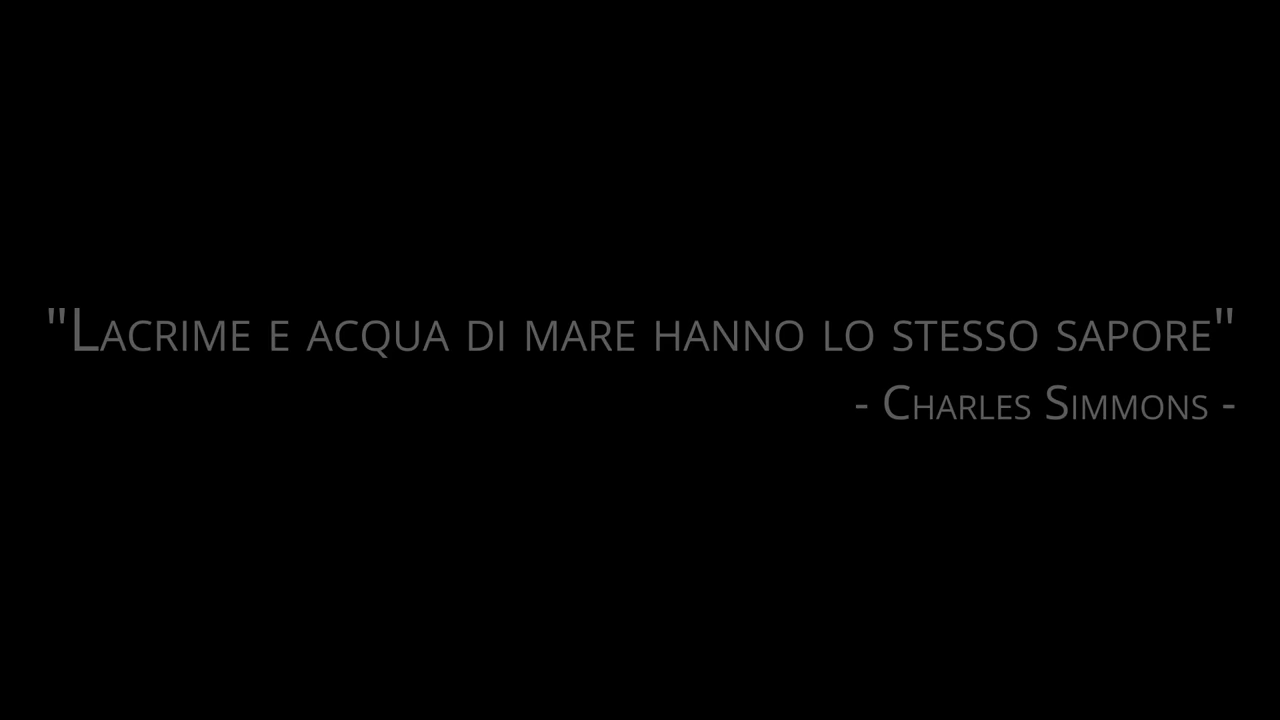 "Lacrime e acqua di mare hanno lo stesso sapore"
- Charles Simmons -